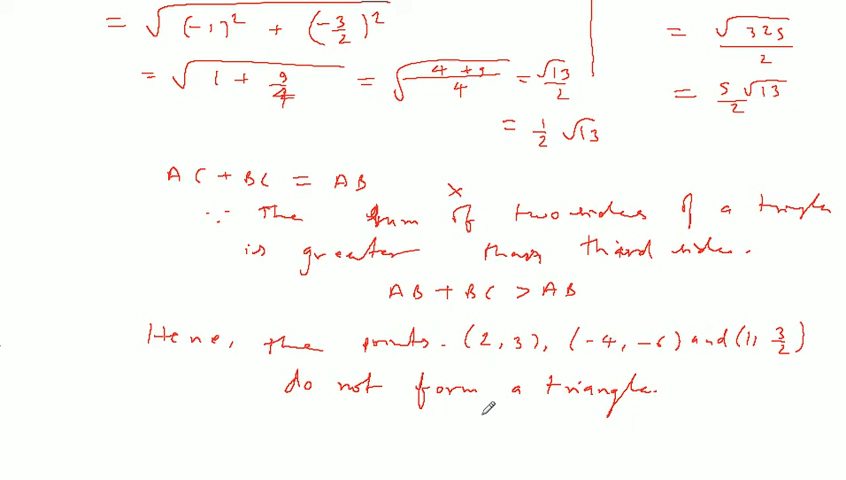 = √(-1)² + (-3/2)²
= √1 + 9/4 = √4+9/4 = √13/2
= 1/2 √13
= √325/2
= 5/2 √13
AC + BC = AB
∵ The sum of two sides of a triangle
is greater than third side.
AB + BC > AB
Hence, the points. (2, 3), (-4, -6) and (1, 3/2)
do not form a triangle.